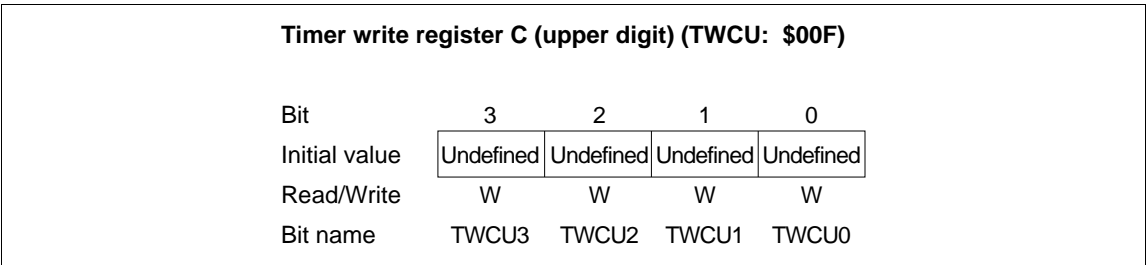 Timer write register C (upper digit) (TWCU: $00F)
Bit 3 2 1 0
Initial value Undefined Undefined Undefined Undefined
Read/Write W W W W
Bit name TWCU3 TWCU2 TWCU1 TWCU0